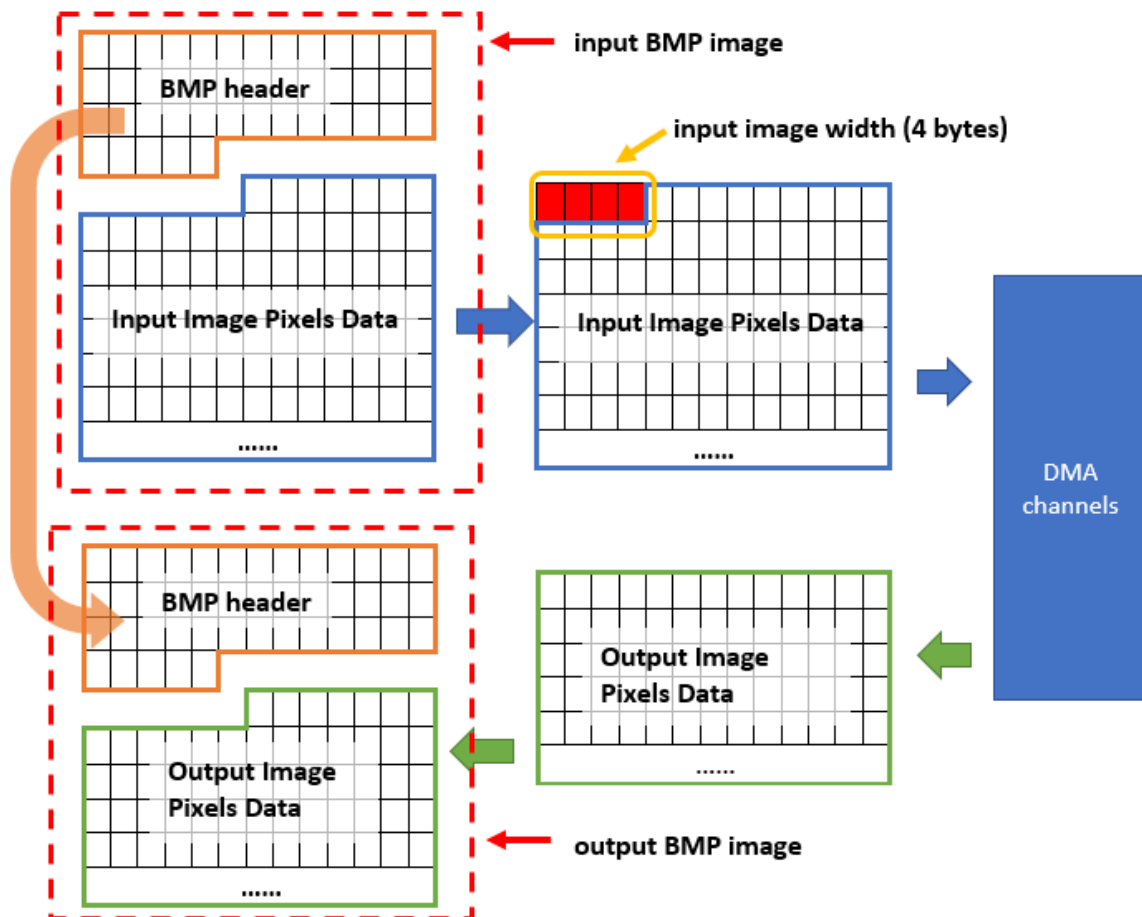 input BMP image
BMP header
input image width (4 bytes)
Input Image Pixels Data
......
Input Image Pixels Data
......
DMA
channels
BMP header
Output Image
Pixels Data
......
Output Image
Pixels Data
......
output BMP image